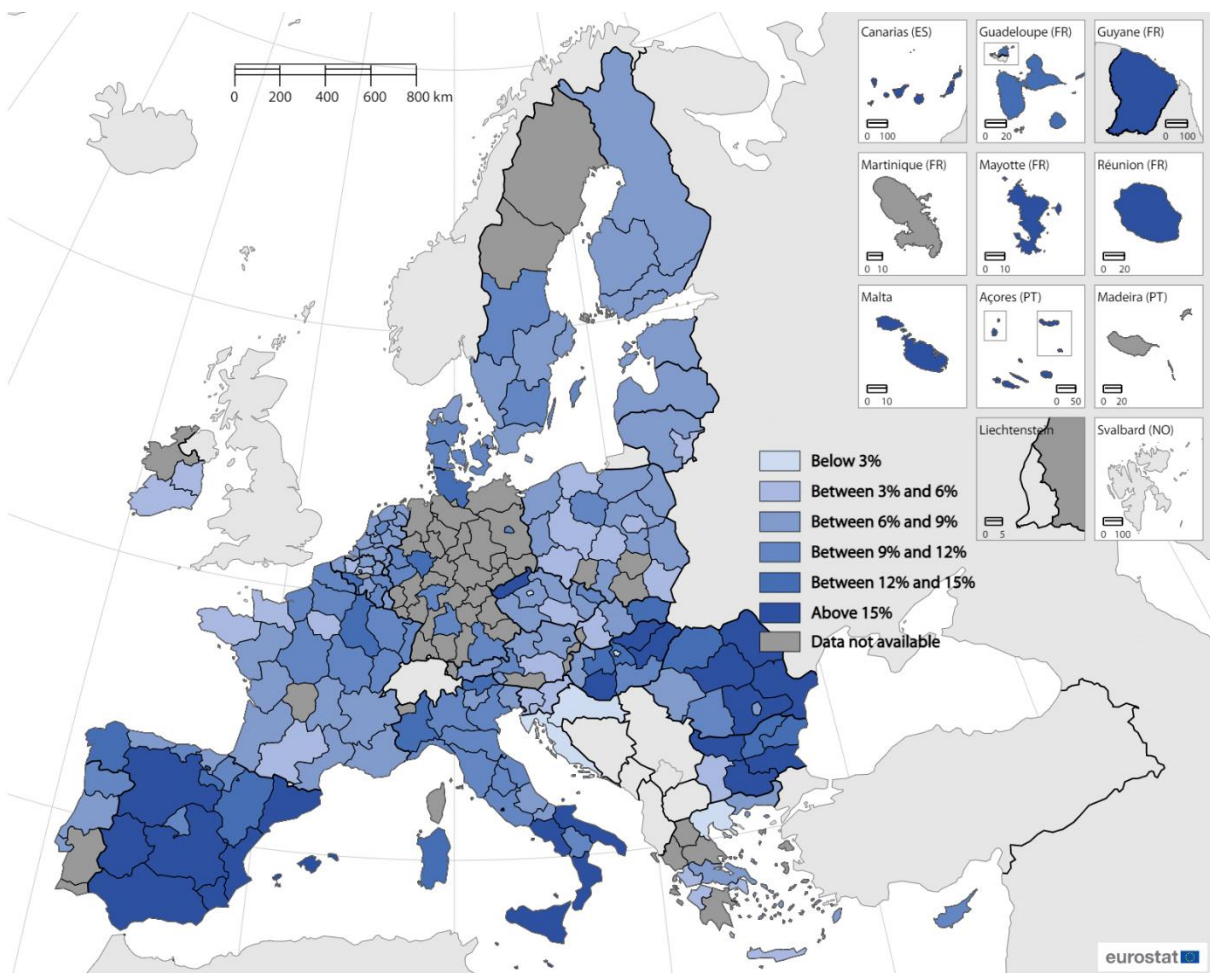 0 200 400 600 800 km
Canarias (ES)
0 100
Guadeloupe (FR)
0 20
Guyane (FR)
0 100
Martinique (FR)
0 10
Mayotte (FR)
0 10
Réunion (FR)
0 20
Malta
0 10
Açores (PT)
0 50
Madeira (PT)
0 20
Liechtenstein
0 5
Svalbard (NO)
0 100
Below 3%
Between 3% and 6%
Between 6% and 9%
Between 9% and 12%
Between 12% and 15%
Above 15%
Data not available
eurostat